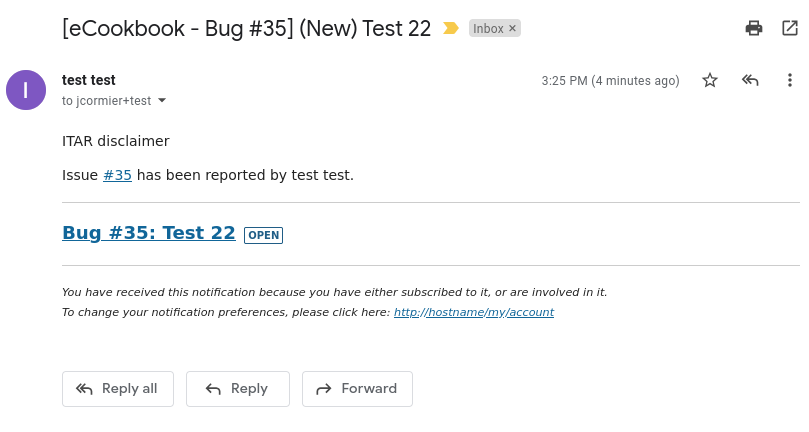 [eCookbook - Bug #35] (New) Test 22 Inbox ×
I
test test 3:25 PM (4 minutes ago)
to jcormier+test
ITAR disclaimer
Issue #35 has been reported by test test.
Bug #35: Test 22 OPEN
You have received this notification because you have either subscribed to it, or are involved in it.
To change your notification preferences, please click here: http://hostname/my/account
Reply all Reply Forward